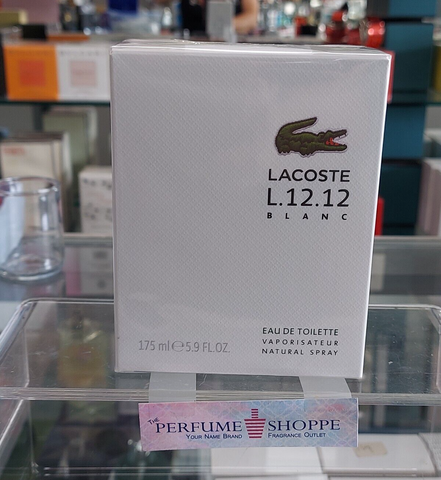 LACOSTE
L.12.12
BLANC
175 ml ℮ 5.9 FL.OZ.
EAU DE TOILETTE
VAPORISATEUR
NATURAL SPRAY
The PERFUME SHOPPE
YOUR NAME BRAND FRAGRANCE OUTLET